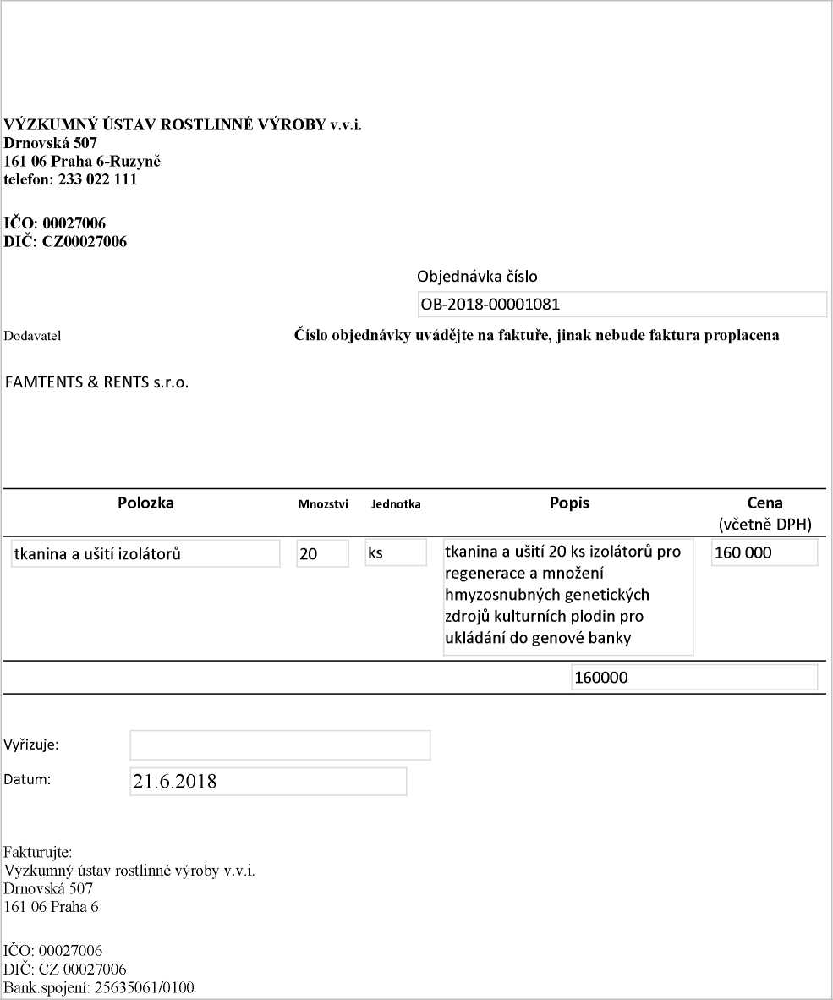 VÝZKUMNÝ ÚSTAV ROSTLINNÉ VÝROBY v.v.i.
Drnovská 507
161 06 Praha 6-Ruzyně
telefon: 233 022 111
IČO: 00027006
DIČ: CZ00027006
Objednávka číslo
OB-2018-00001081
Dodavatel
Číslo objednávky uvádějte na faktuře, jinak nebude faktura proplacena
FAMTENTS & RENTS s.r.o.
Polozka Mnozstvi Jednotka Popis Cena
(včetně DPH)
tkanina a ušití izolátorů 20 ks tkanina a ušití 20 ks izolátorů pro 160 000
regenerace a množení
hmyzosnubných genetických
zdrojů kulturních plodin pro
ukládání do genové banky
160000
Vyřizuje:
Datum: 21.6.2018
Fakturujte:
Výzkumný ústav rostlinné výroby v.v.i.
Drnovská 507
161 06 Praha 6
IČO: 00027006
DIČ: CZ 00027006
Bank.spojení: 25635061/0100